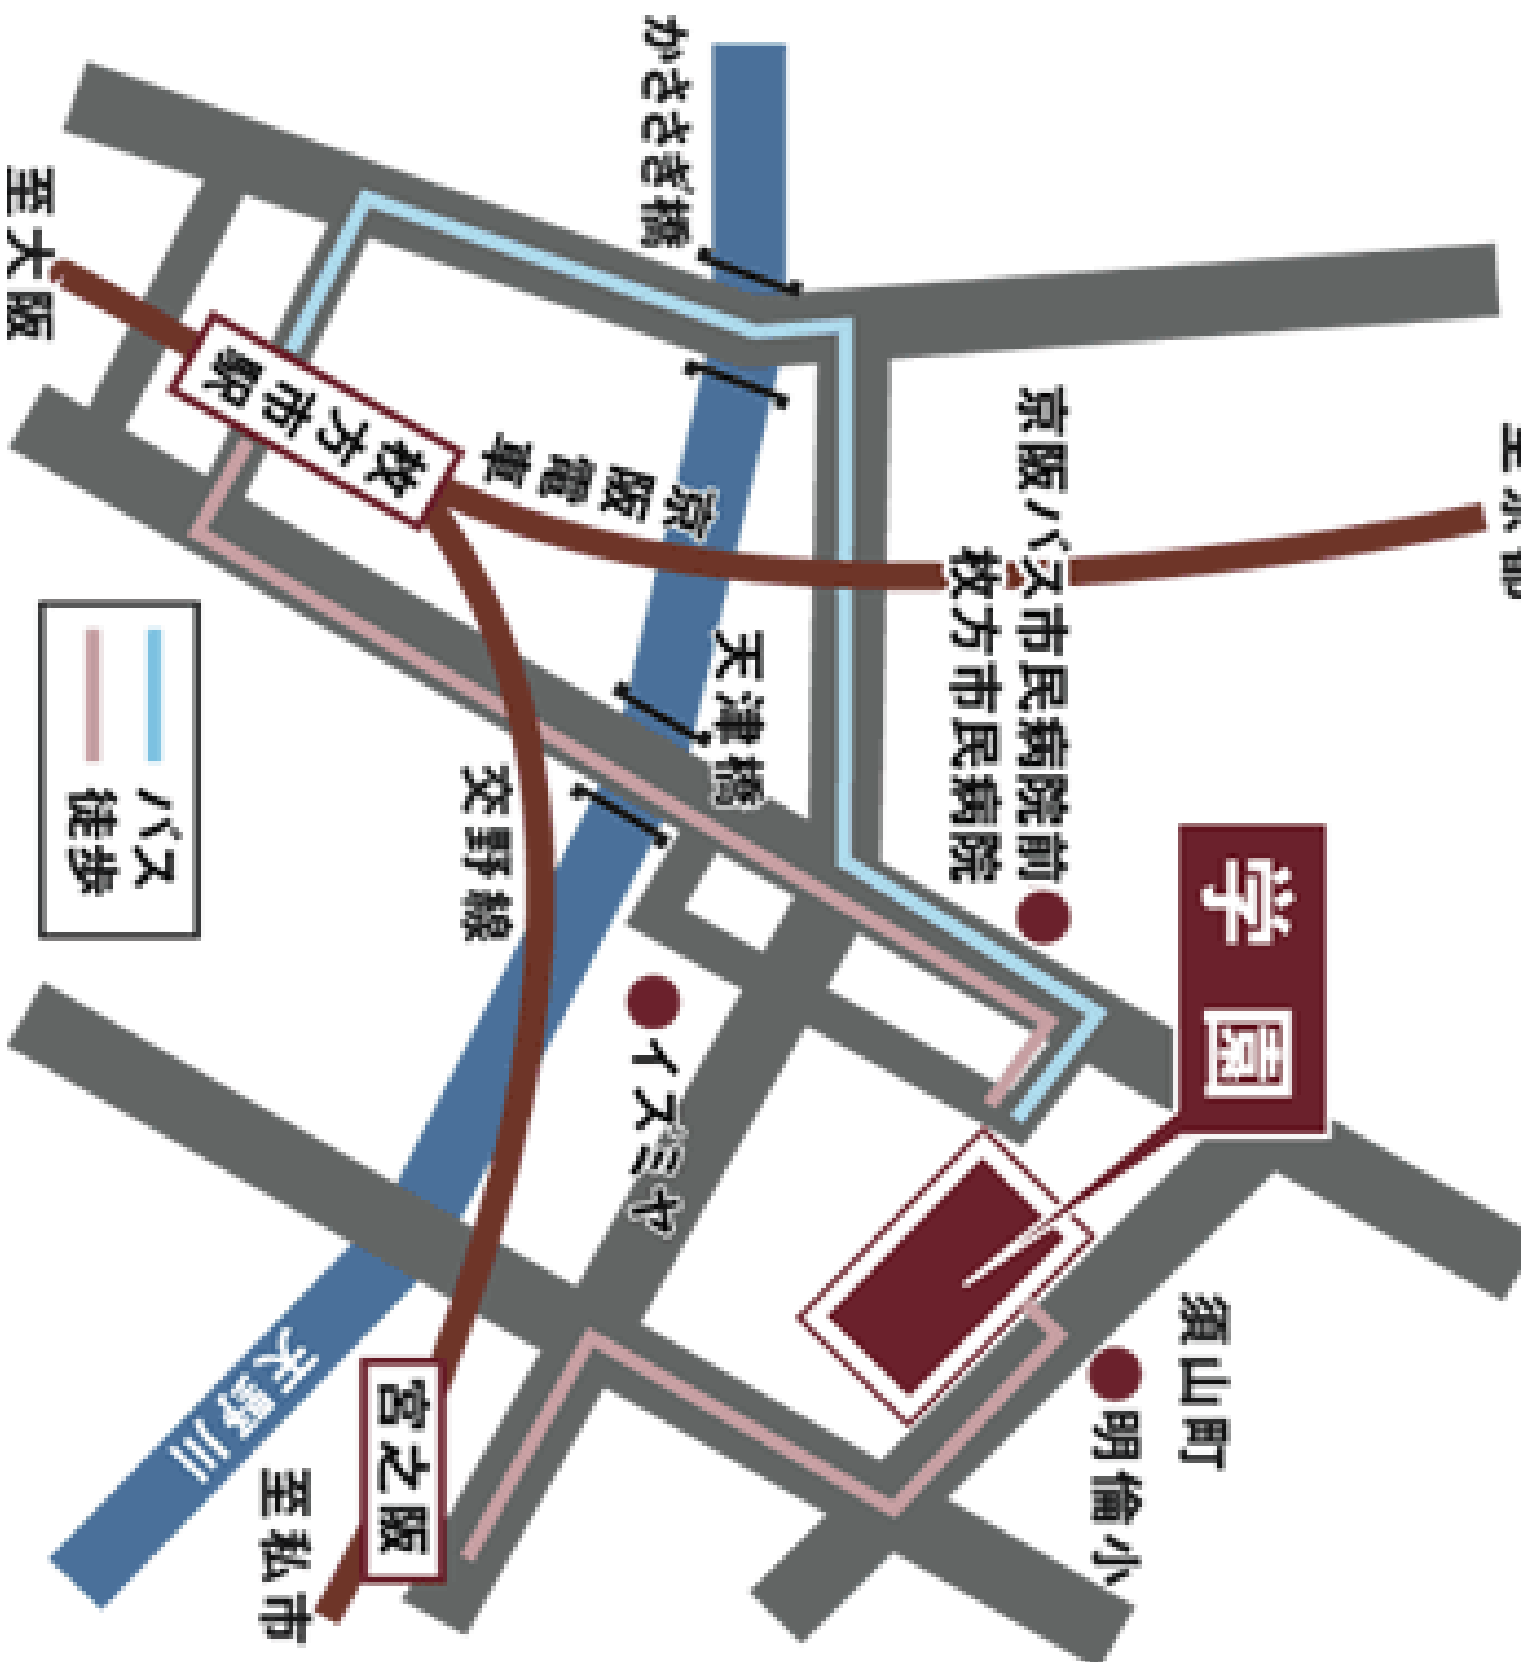 至京都
学園
須山町
明倫小
京阪バス市民病院前
枚方市民病院
かささぎ橋
京阪電車
天津橋
イズミヤ
交野線
枚方市駅
宮之阪
天野川
至私市
至大阪
バス
徒歩